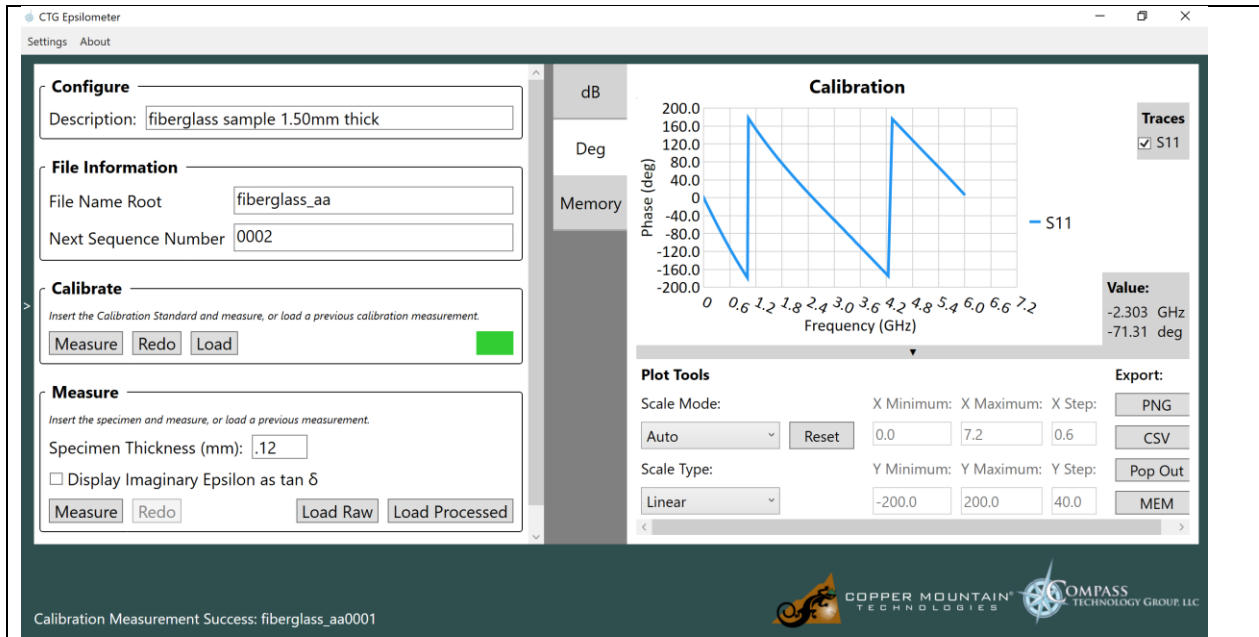 CTG Epsilometer
Settings About
Configure
Description: fiberglass sample 1.50mm thick
File Information
File Name Root fiberglass_aa
Next Sequence Number 0002
Calibrate
Insert the Calibration Standard and measure, or load a previous calibration measurement.
Measure Redo Load
Measure
Insert the specimen and measure, or load a previous measurement.
Specimen Thickness (mm): .12
Display Imaginary Epsilon as tan δ
Measure Redo Load Raw Load Processed
dB
Deg
Memory
Calibration
Phase (deg)
200.0
160.0
120.0
80.0
40.0
0
-40.0
-80.0
-120.0
-160.0
-200.0
0 0.6 1.2 1.8 2.4 3.0 3.6 4.2 4.8 5.4 6.0 6.6 7.2
Frequency (GHz)
S11
Traces
S11
Value:
-2.303 GHz
-71.31 deg
Plot Tools
Scale Mode: X Minimum: X Maximum: X Step:
Auto Reset 0.0 7.2 0.6
Scale Type: Y Minimum: Y Maximum: Y Step:
Linear -200.0 200.0 40.0
Export:
PNG
CSV
Pop Out
MEM
Calibration Measurement Success: fiberglass_aa0001
COPPER MOUNTAIN®
TECHNOLOGIES
COMPASS
TECHNOLOGY GROUP, LLC